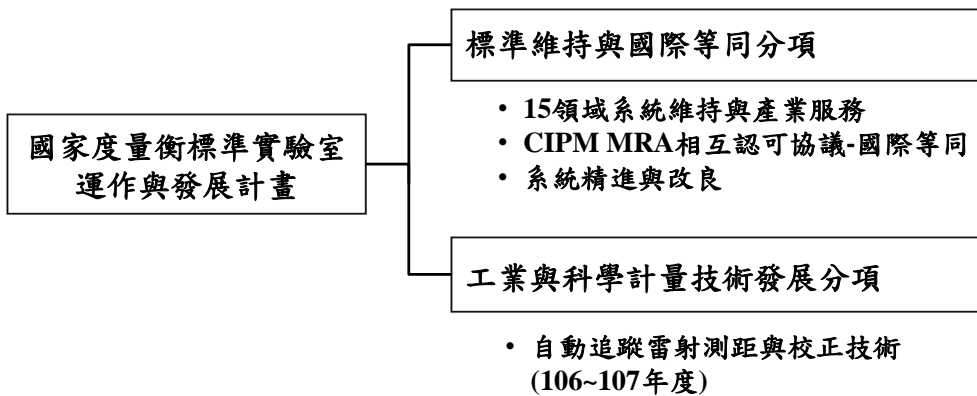 國家度量衡標準實驗室
運作與發展計畫
標準維持與國際等同分項
• 15領域系統維持與產業服務
• CIPM MRA相互認可協議-國際等同
• 系統精進與改良
工業與科學計量技術發展分項
• 自動追蹤雷射測距與校正技術
(106~107年度)